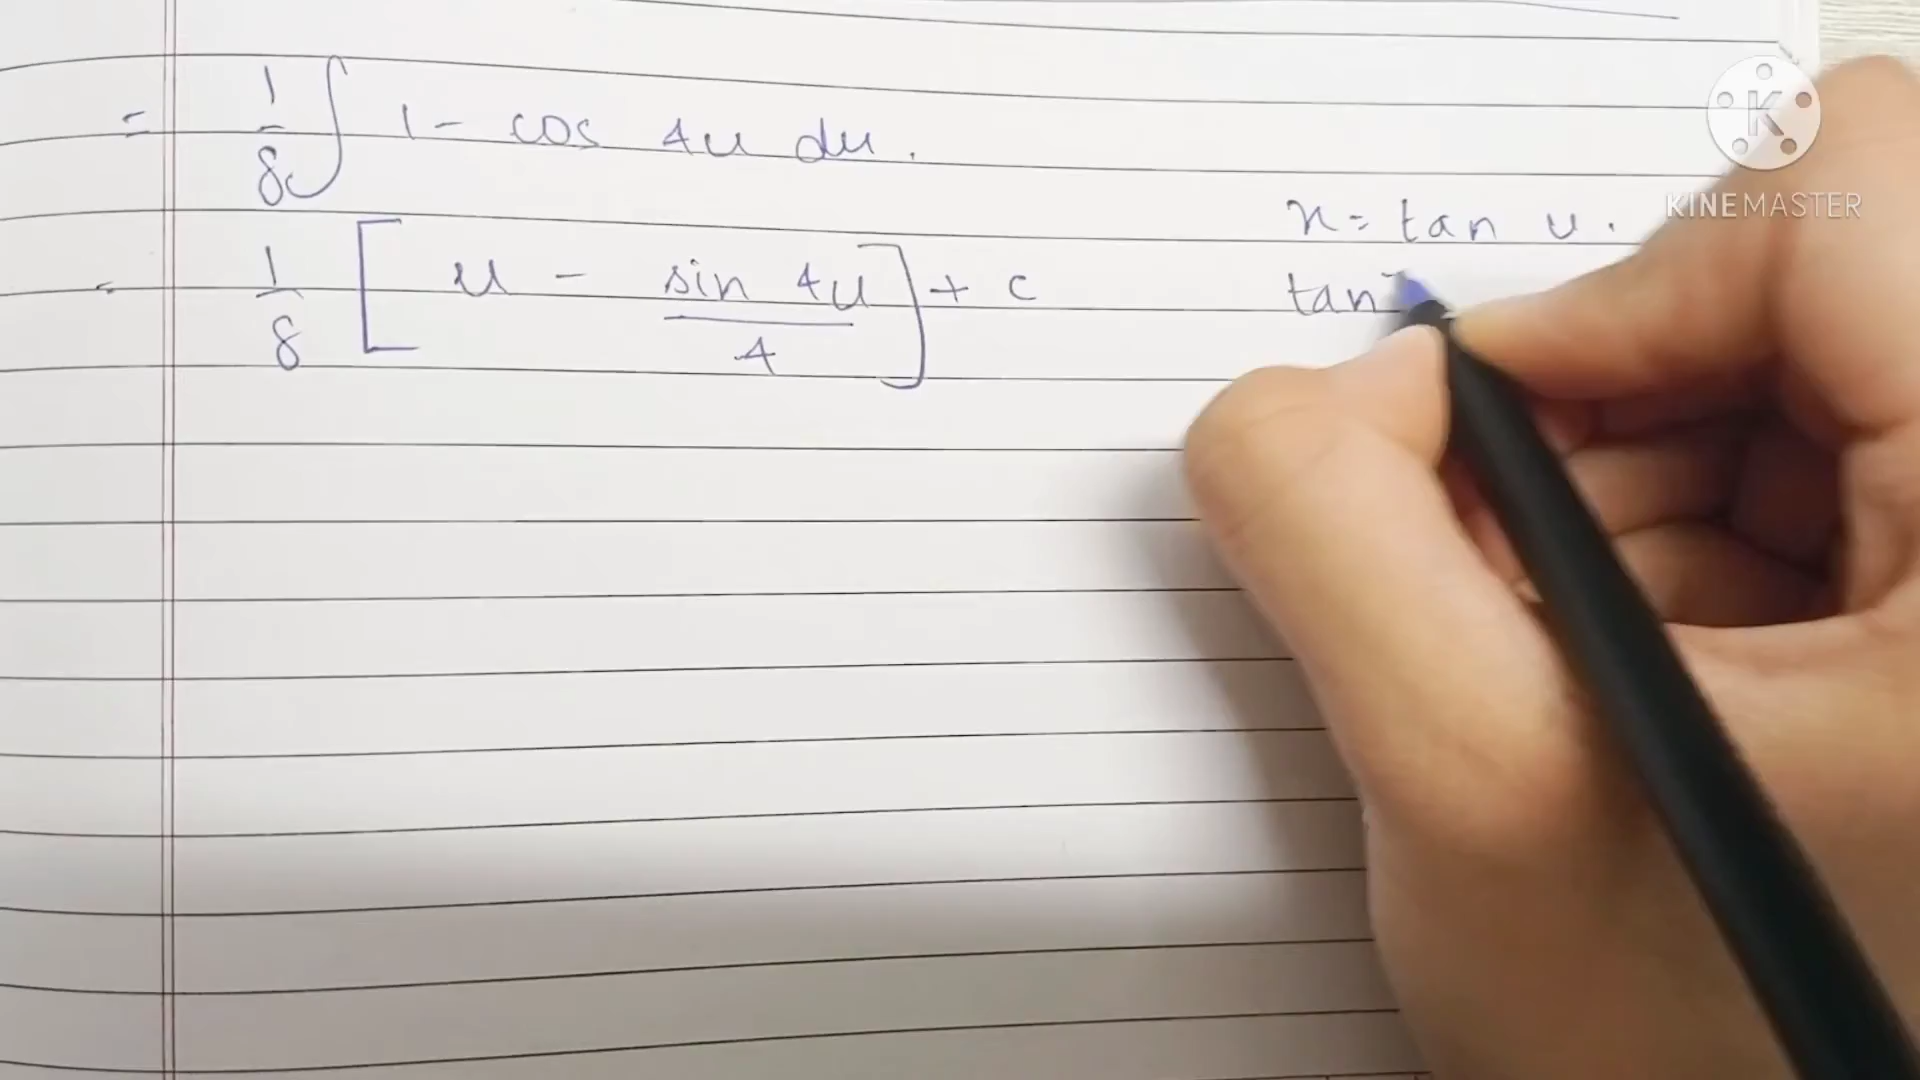 = 1/8 ∫ 1 - cos 4u du.
= 1/8 [ u - sin 4u / 4 ] + c
x = tan u.
tan⁻
K
KINEMASTER